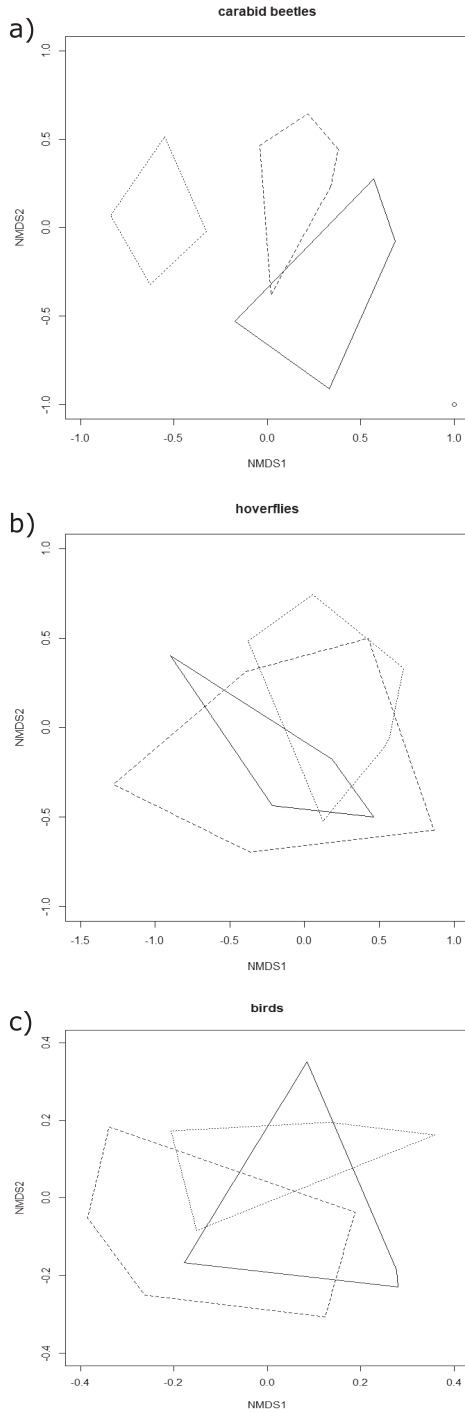 carabid beetles
a)
1.0
0.5
0.0
-0.5
-1.0
NMDS2
-1.0 -0.5 0.0 0.5 1.0
NMDS1
hoverflies
b)
1.0
0.5
0.0
-0.5
-1.0
NMDS2
-1.5 -1.0 -0.5 0.0 0.5 1.0
NMDS1
birds
c)
0.4
0.2
0.0
-0.2
-0.4
NMDS2
-0.4 -0.2 0.0 0.2 0.4
NMDS1